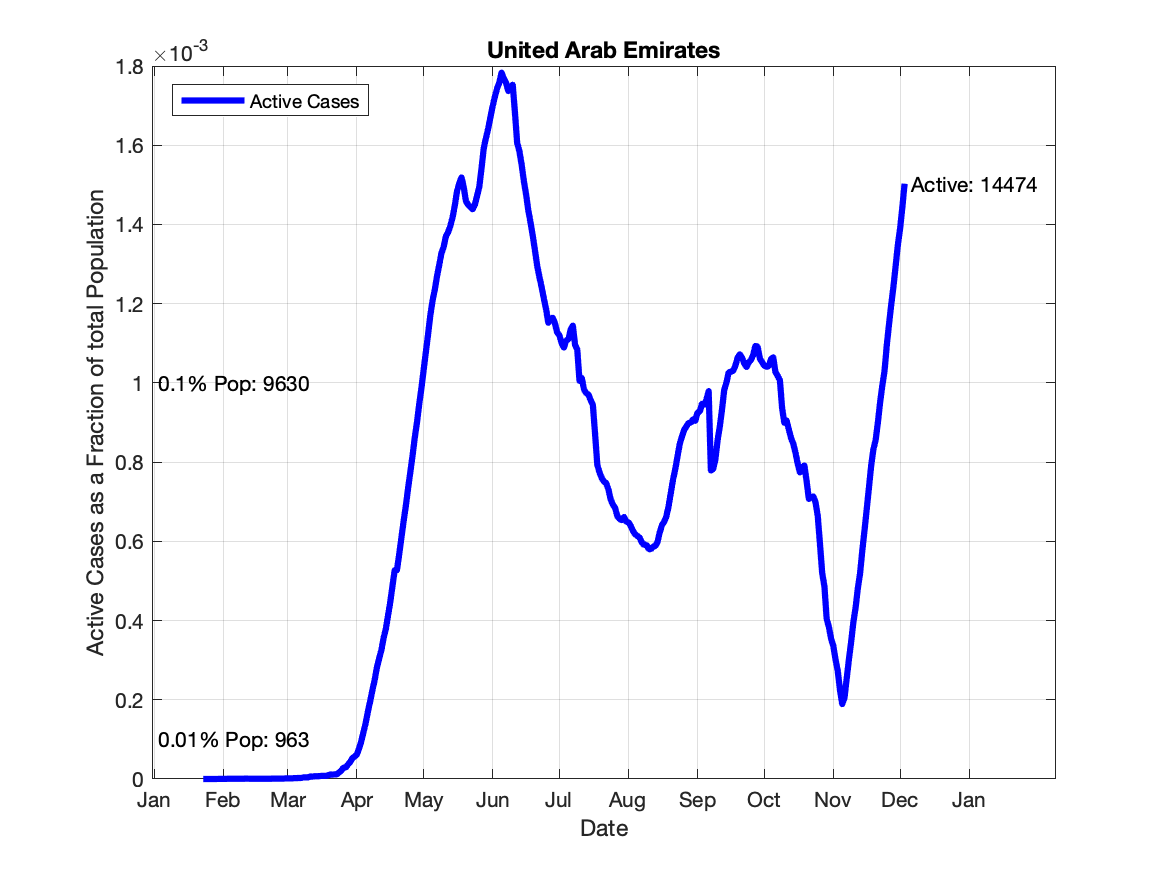 United Arab Emirates
×10-3
1.8
1.6
1.4
1.2
1
0.8
0.6
0.4
0.2
0
Active Cases as a Fraction of total Population
Active Cases
Active: 14474
0.1% Pop: 9630
0.01% Pop: 963
Jan Feb Mar Apr May Jun Jul Aug Sep Oct Nov Dec Jan
Date